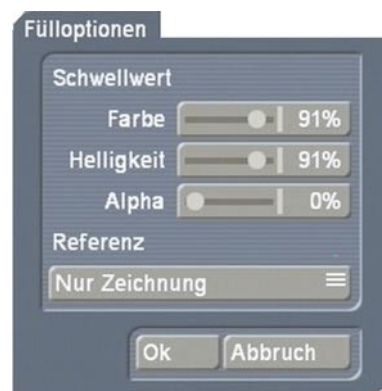 Fülloptionen
Schwellwert
Farbe 91%
Helligkeit 91%
Alpha 0%
Referenz
Nur Zeichnung
Ok Abbruch